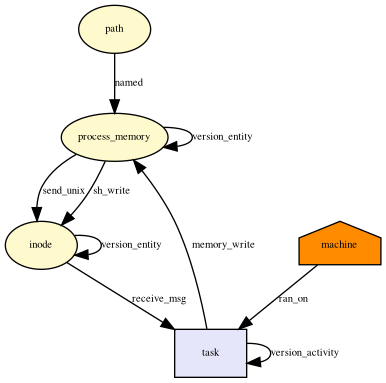 path
named
process_memory
version_entity
send_unix
sh_write
inode
version_entity
memory_write
machine
receive_msg
ran_on
task
version_activity